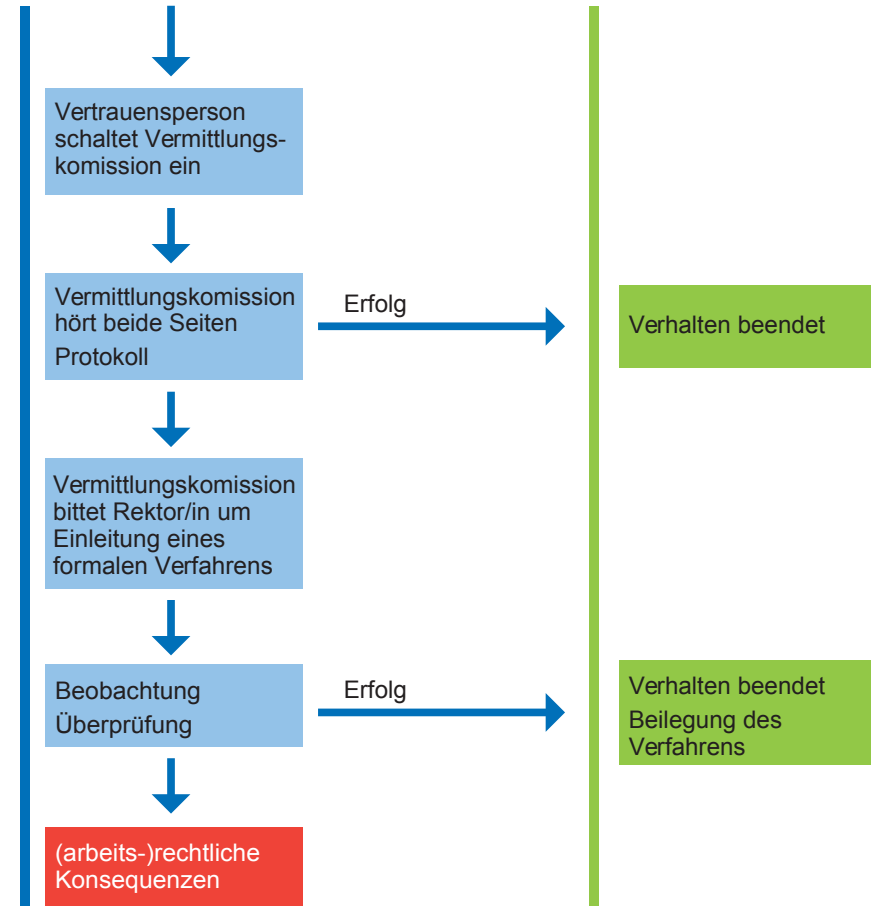 Vertrauensperson
schaltet Vermittlungs-
komission ein
Vermittlungskomission
hört beide Seiten
Protokoll
Erfolg
Verhalten beendet
Vermittlungskomission
bittet Rektor/in um
Einleitung eines
formalen Verfahrens
Beobachtung
Überprüfung
Erfolg
Verhalten beendet
Beilegung des
Verfahrens
(arbeits-)rechtliche
Konsequenzen